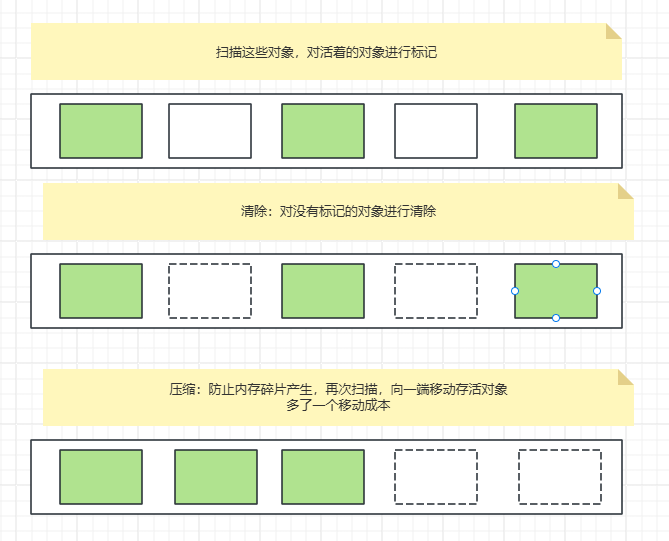 扫描这些对象，对活着的对象进行标记
清除：对没有标记的对象进行清除
压缩：防止内存碎片产生，再次扫描，向一端移动存活对象
多了一个移动成本